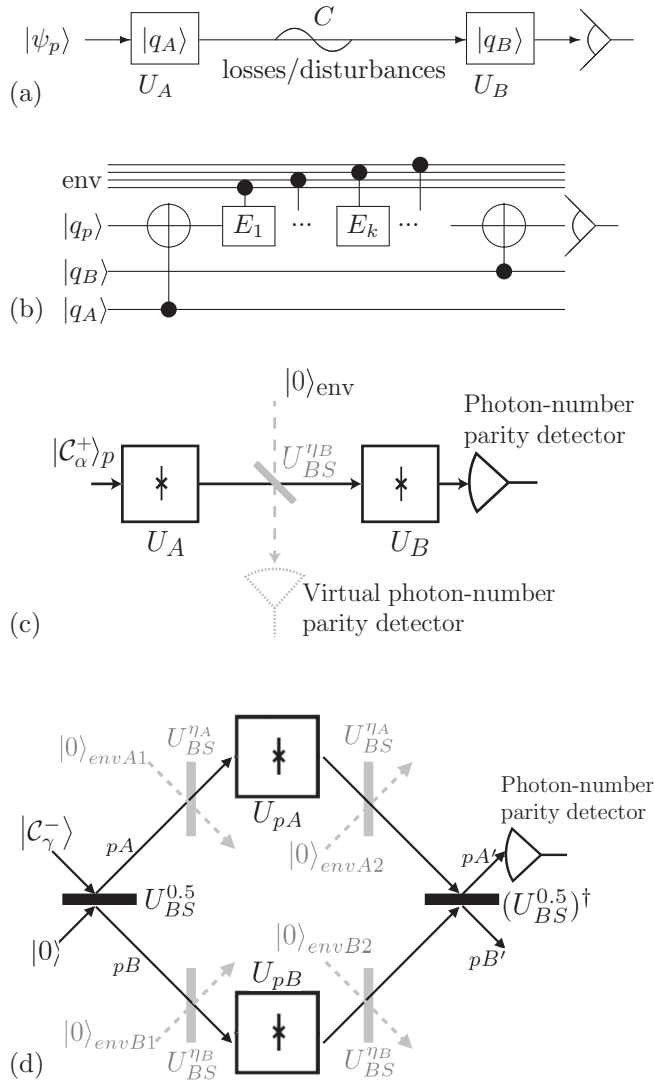 |ψ_p⟩ |q_A⟩ C |q_B⟩
losses/disturbances
(a) U_A U_B
env
|q_p⟩ E_1 ... E_k ...
|q_B⟩
(b) |q_A⟩
|0⟩_env
Photon-number
parity detector
|C_α^+⟩_p U_BS^{η_B}
U_A U_B
Virtual photon-number
(c) parity detector
|0⟩_envA1 U_BS^{η_A} U_BS^{η_A}
U_pA
Photon-number
parity detector
|C_γ^-⟩ pA |0⟩_envA2 pA′
U_BS^{0.5} (U_BS^{0.5})^†
|0⟩ pB |0⟩_envB2 pB′
U_pB
|0⟩_envB1
(d) U_BS^{η_B} U_BS^{η_B}